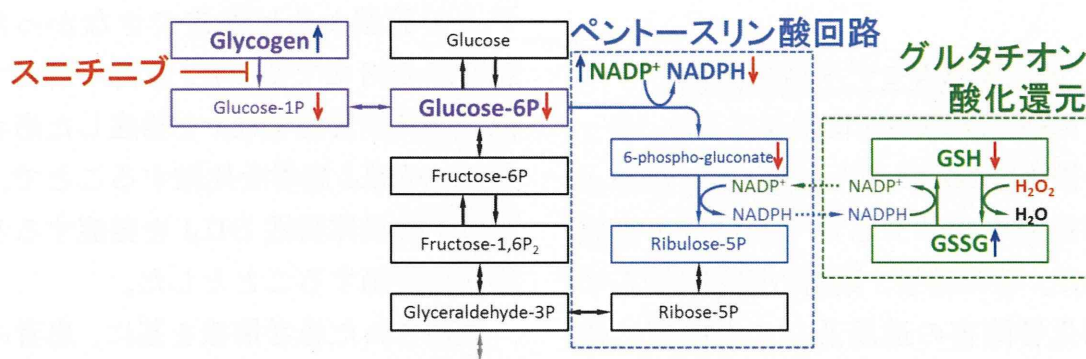 ペントースリン酸回路
グルタチオン
酸化還元
スニチニブ
Glycogen↑
Glucose
↑NADP⁺ NADPH↓
Glucose-1P↓
Glucose-6P↓
6-phospho-gluconate↓
GSH↓
Fructose-6P
NADP⁺
NADP⁺
H₂O₂
NADPH
NADPH
H₂O
Fructose-1,6P₂
Ribulose-5P
GSSG↑
Glyceraldehyde-3P
Ribose-5P